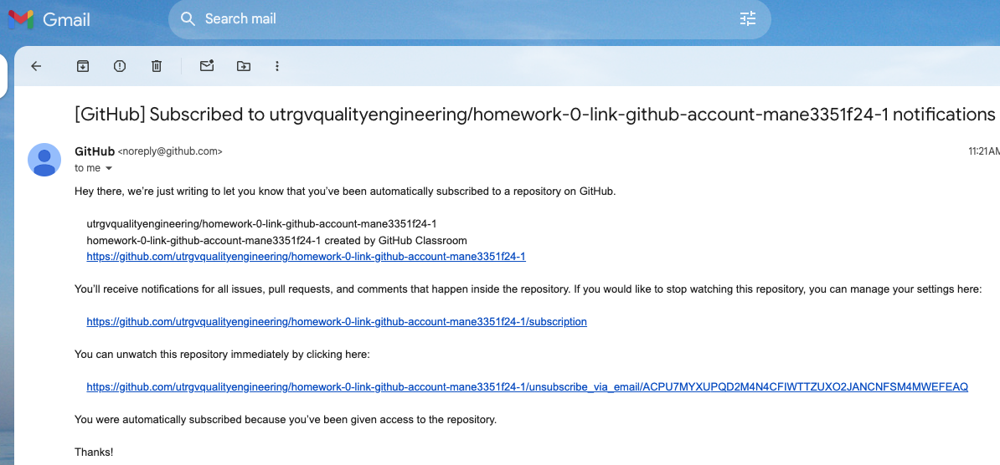 Gmail
Search mail
[GitHub] Subscribed to utrgvqualityengineering/homework-0-link-github-account-mane3351f24-1 notifications
GitHub <noreply@github.com>
11:21 AM
to me
Hey there, we're just writing to let you know that you've been automatically subscribed to a repository on GitHub.
utrgvqualityengineering/homework-0-link-github-account-mane3351f24-1
homework-0-link-github-account-mane3351f24-1 created by GitHub Classroom
https://github.com/utrgvqualityengineering/homework-0-link-github-account-mane3351f24-1
You'll receive notifications for all issues, pull requests, and comments that happen inside the repository. If you would like to stop watching this repository, you can manage your settings here:
https://github.com/utrgvqualityengineering/homework-0-link-github-account-mane3351f24-1/subscription
You can unwatch this repository immediately by clicking here:
https://github.com/utrgvqualityengineering/homework-0-link-github-account-mane3351f24-1/unsubscribe_via_email/ACPU7MYXUPQD2M4N4CFIWTTZUXO2JANCNFSM4MWEFEAQ
You were automatically subscribed because you've been given access to the repository.
Thanks!